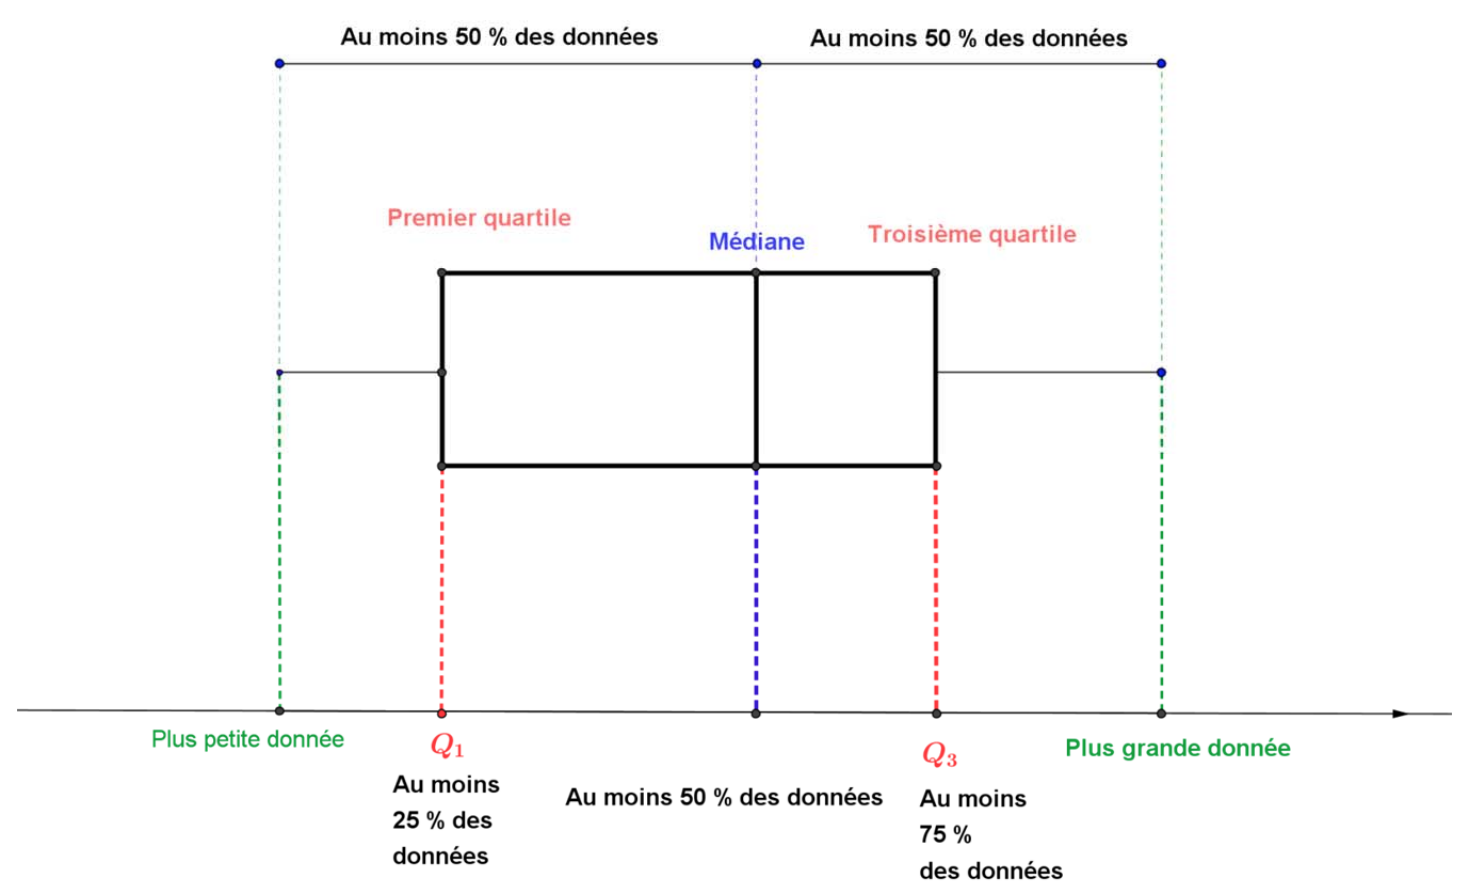 Au moins 50 % des données
Au moins 50 % des données
Premier quartile
Médiane
Troisième quartile
Plus petite donnée
Q₁
Q₃
Plus grande donnée
Au moins
25 % des
données
Au moins 50 % des données
Au moins
75 %
des données